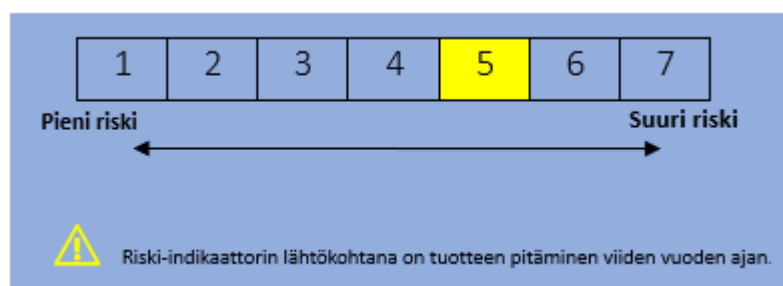 1 2 3 4 5 6 7
Pieni riski Suuri riski
Riski-indikaattorin lähtökohtana on tuotteen pitäminen viiden vuoden ajan.